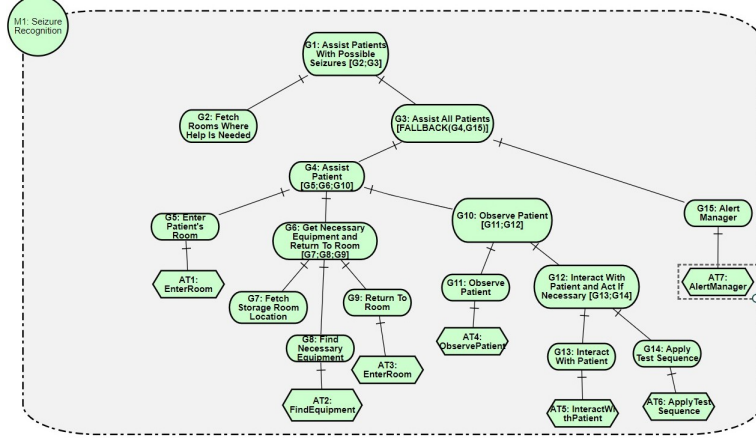 M1: Seizure
Recognition
G1: Assist Patients
With Possible
Seizures [G2;G3]
G2: Fetch
Rooms Where
Help Is Needed
G3: Assist All Patients
[FALLBACK(G4,G15)]
G4: Assist
Patient
[G5;G6;G10]
G15: Alert
Manager
G5: Enter
Patient's
Room
G6: Get Necessary
Equipment and
Return To Room
[G7;G8;G9]
G10: Observe Patient
[G11;G12]
AT7:
AlertManager
AT1:
EnterRoom
G7: Fetch
Storage Room
Location
G9: Return To
Room
G11: Observe
Patient
G12: Interact With
Patient and Act If
Necessary [G13;G14]
G8: Find
Necessary
Equipment
AT3:
EnterRoom
AT4:
ObservePatient
G13: Interact
With Patient
G14: Apply
Test Sequence
AT2:
FindEquipment
AT5: InteractWi
thPatient
AT6: ApplyTest
Sequence